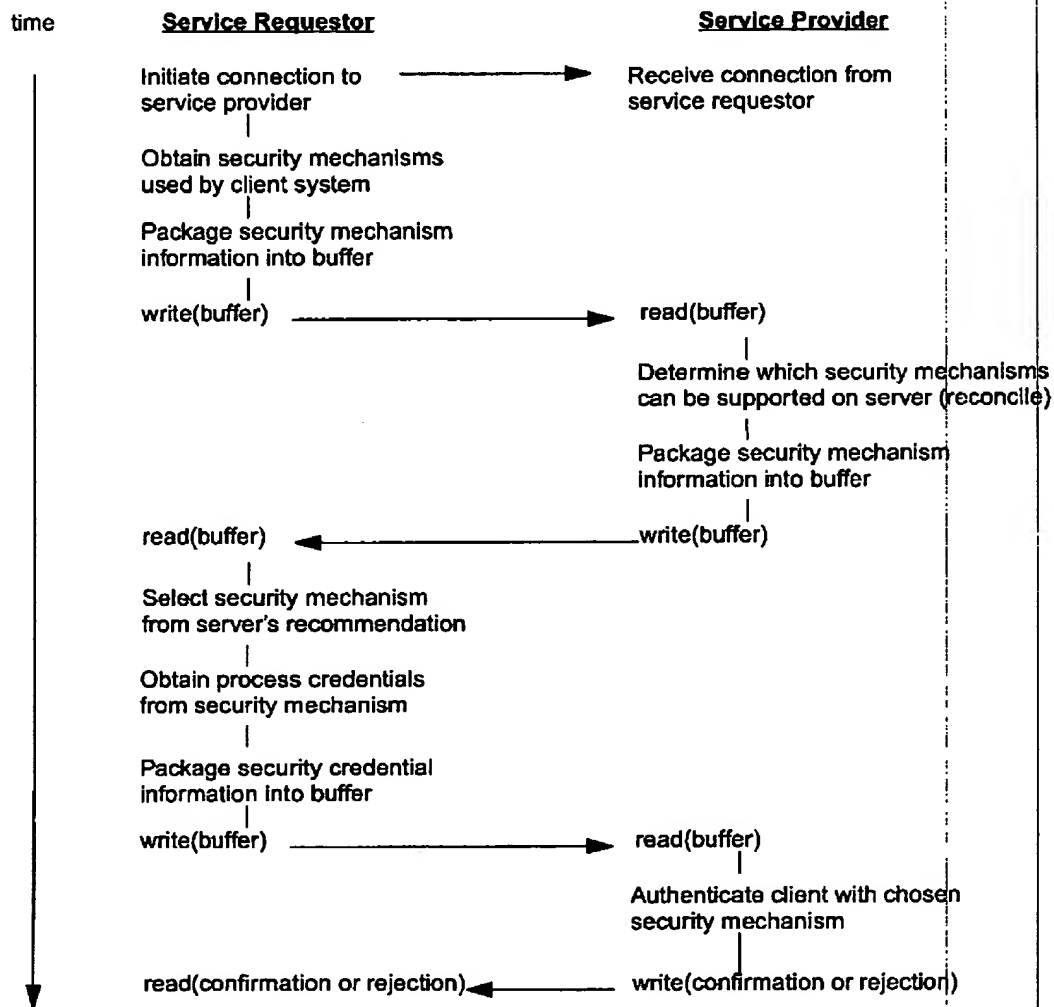 time Service Requestor Service Provider
Initiate connection to Receive connection from
service provider service requestor
Obtain security mechanisms
used by client system
Package security mechanism
information into buffer
write(buffer) read(buffer)
Determine which security mechanisms
can be supported on server (reconcile)
Package security mechanism
information into buffer
read(buffer) write(buffer)
Select security mechanism
from server's recommendation
Obtain process credentials
from security mechanism
Package security credential
information into buffer
write(buffer) read(buffer)
Authenticate client with chosen
security mechanism
read(confirmation or rejection) write(confirmation or rejection)